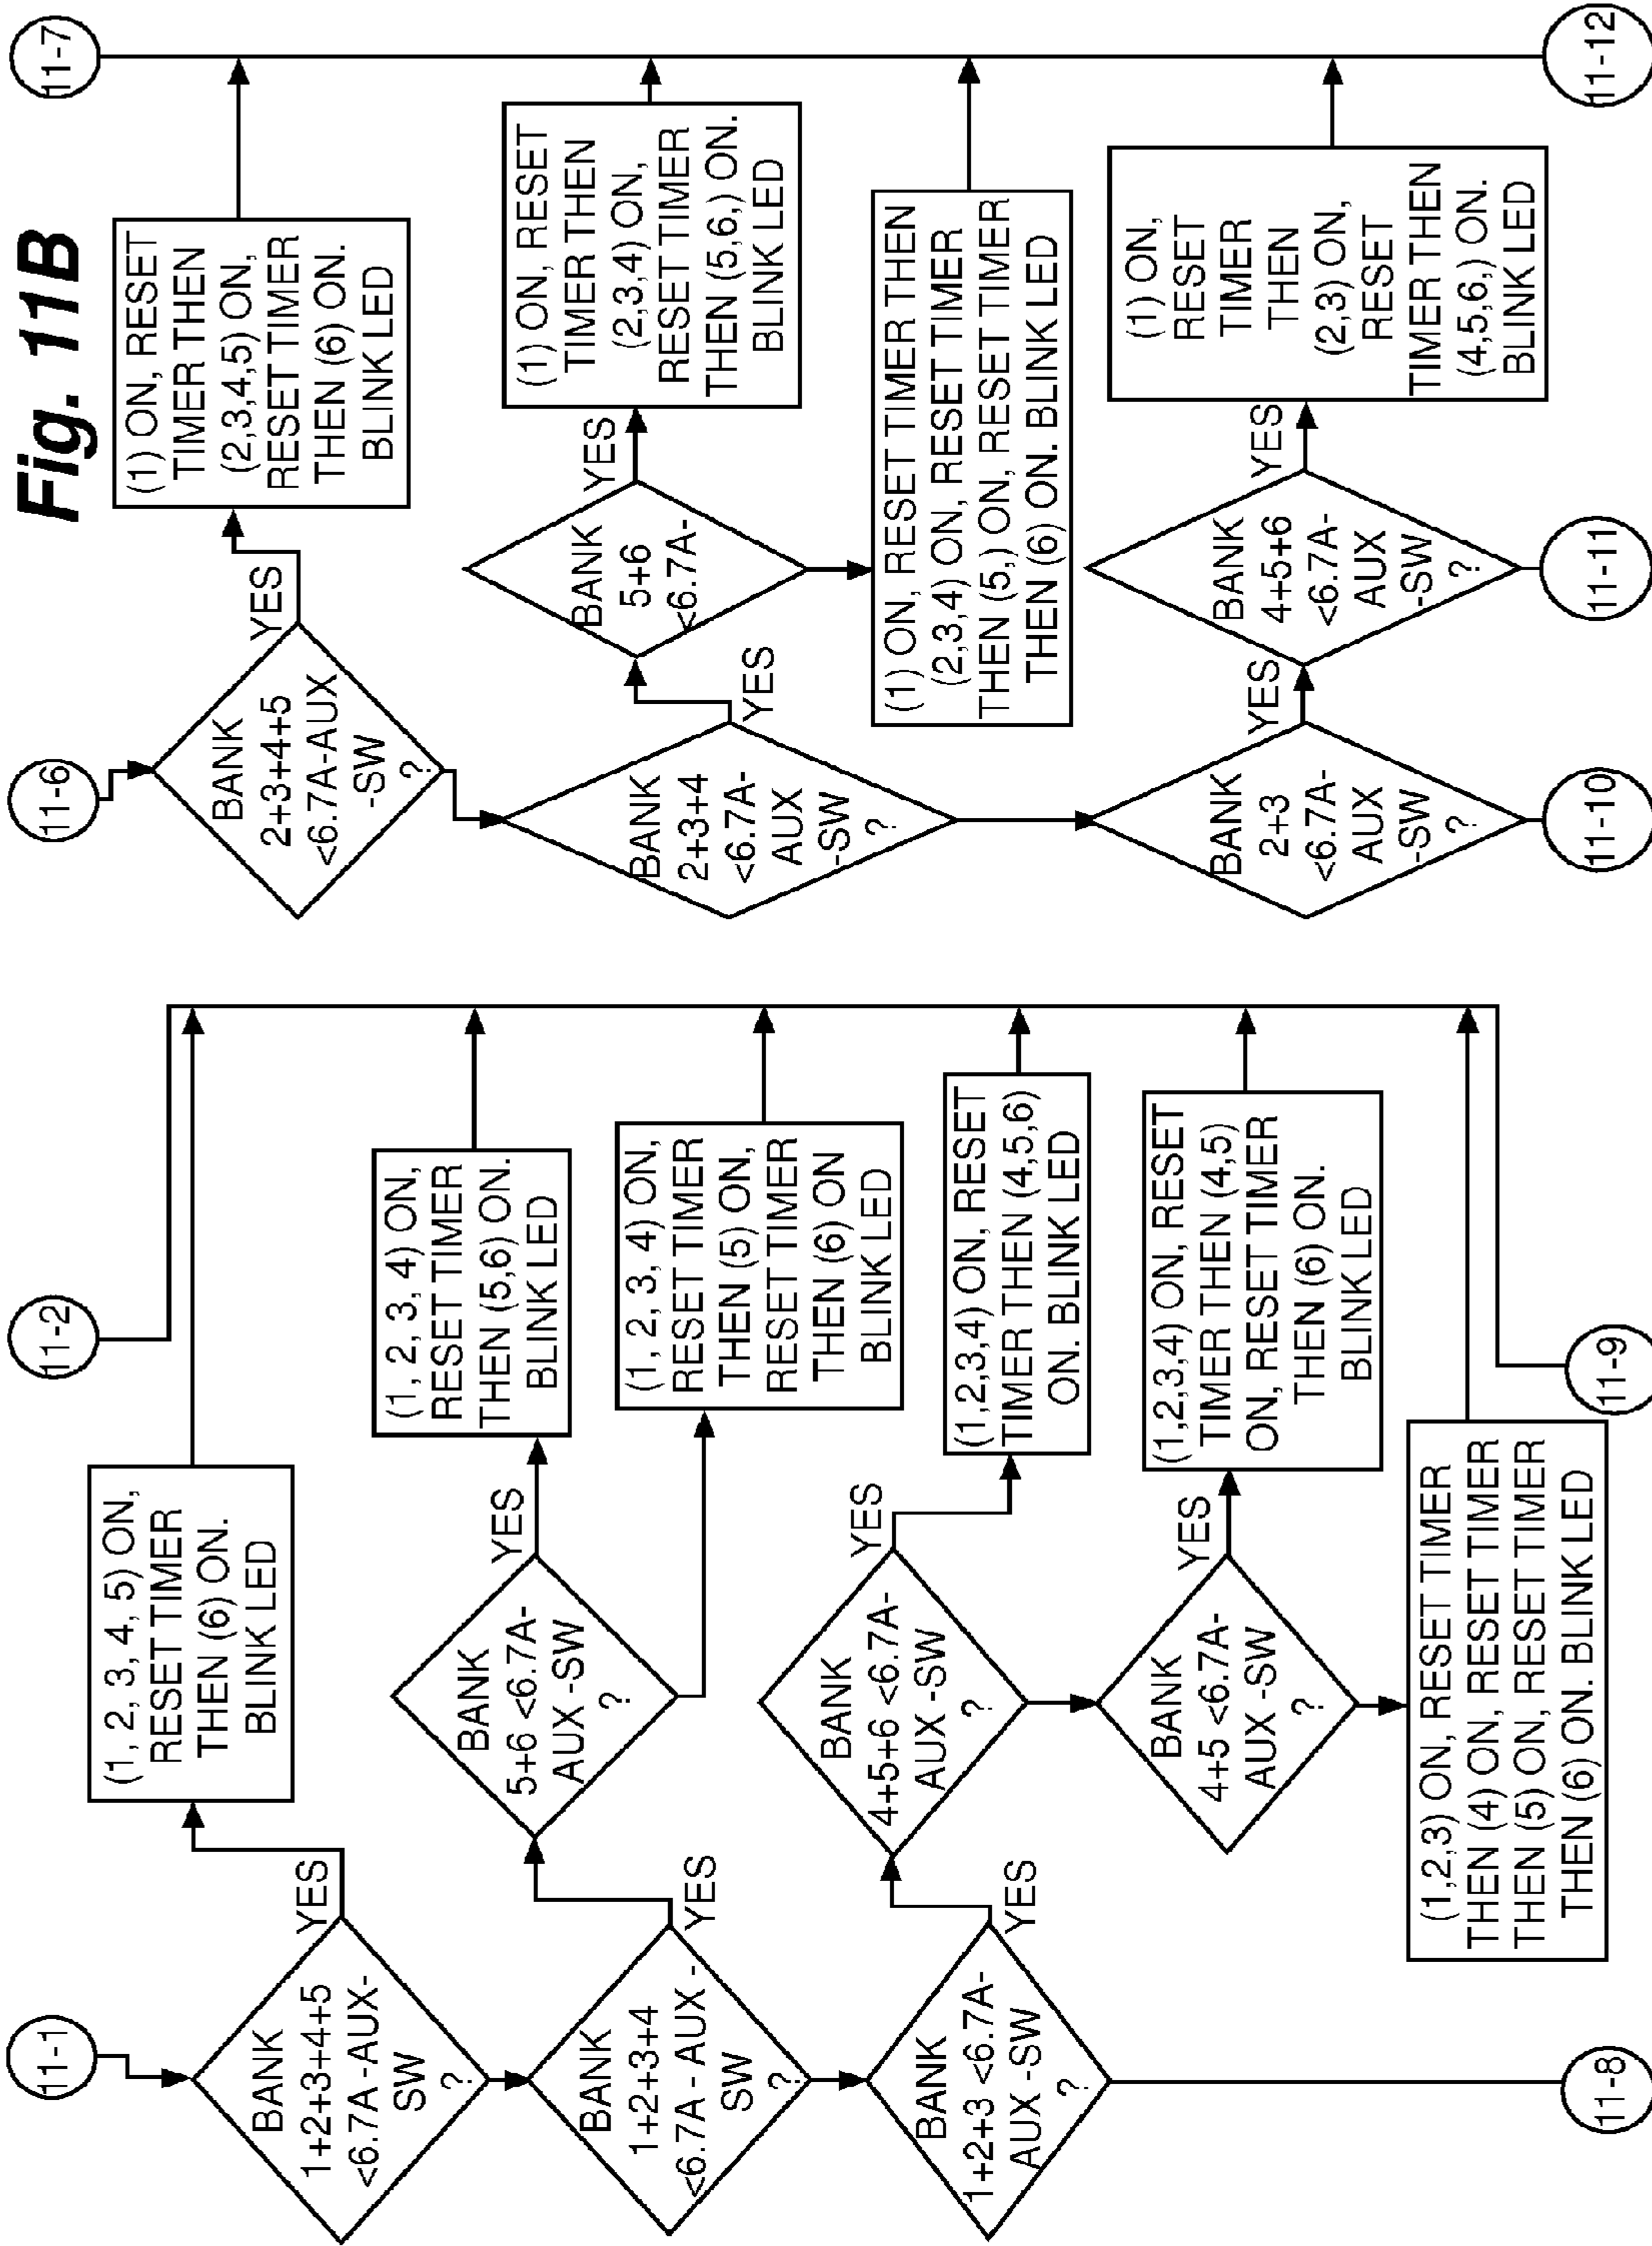 Fig. 11B
11-1
BANK
1+2+3+4+5
<6.7A -AUX-
SW
?
YES
(1, 2, 3, 4, 5) ON,
RESET TIMER
THEN (6) ON.
BLINK LED
11-2
BANK
1+2+3+4
<6.7A - AUX -
SW
?
YES
BANK
5+6 <6.7A-
AUX -SW
?
YES
(1, 2, 3, 4) ON,
RESET TIMER
THEN (5,6) ON.
BLINK LED
(1, 2, 3, 4) ON,
RESET TIMER
THEN (5) ON,
RESET TIMER
THEN (6) ON
BLINK LED
BANK
1+2+3 <6.7A-
AUX -SW
?
YES
BANK
4+5+6 <6.7A-
AUX -SW
?
YES
(1,2,3,4) ON, RESET
TIMER THEN (4,5,6)
ON. BLINK LED
BANK
4+5 <6.7A-
AUX -SW
?
YES
(1,2,3,4) ON, RESET
TIMER THEN (4,5)
ON, RESET TIMER
THEN (6) ON.
BLINK LED
(1,2,3) ON, RESET TIMER
THEN (4) ON, RESET TIMER
THEN (5) ON, RESET TIMER
THEN (6) ON. BLINK LED
11-8
11-9
11-6
BANK
2+3+4+5
<6.7A-AUX
-SW
?
YES
(1) ON, RESET
TIMER THEN
(2,3,4,5) ON,
RESET TIMER
THEN (6) ON.
BLINK LED
11-7
BANK
2+3+4
<6.7A-
AUX
-SW
?
YES
BANK
5+6
<6.7A-
YES
(1) ON, RESET
TIMER THEN
(2,3,4) ON,
RESET TIMER
THEN (5,6,) ON.
BLINK LED
(1) ON, RESET TIMER THEN
(2,3,4) ON, RESET TIMER
THEN (5,) ON, RESET TIMER
THEN (6) ON. BLINK LED
BANK
2+3
<6.7A-
AUX
-SW
?
YES
BANK
4+5+6
<6.7A-
AUX
-SW
?
YES
(1) ON,
RESET
TIMER
THEN
(2,3) ON,
RESET
TIMER THEN
(4,5,6,) ON.
BLINK LED
11-10
11-11
11-12